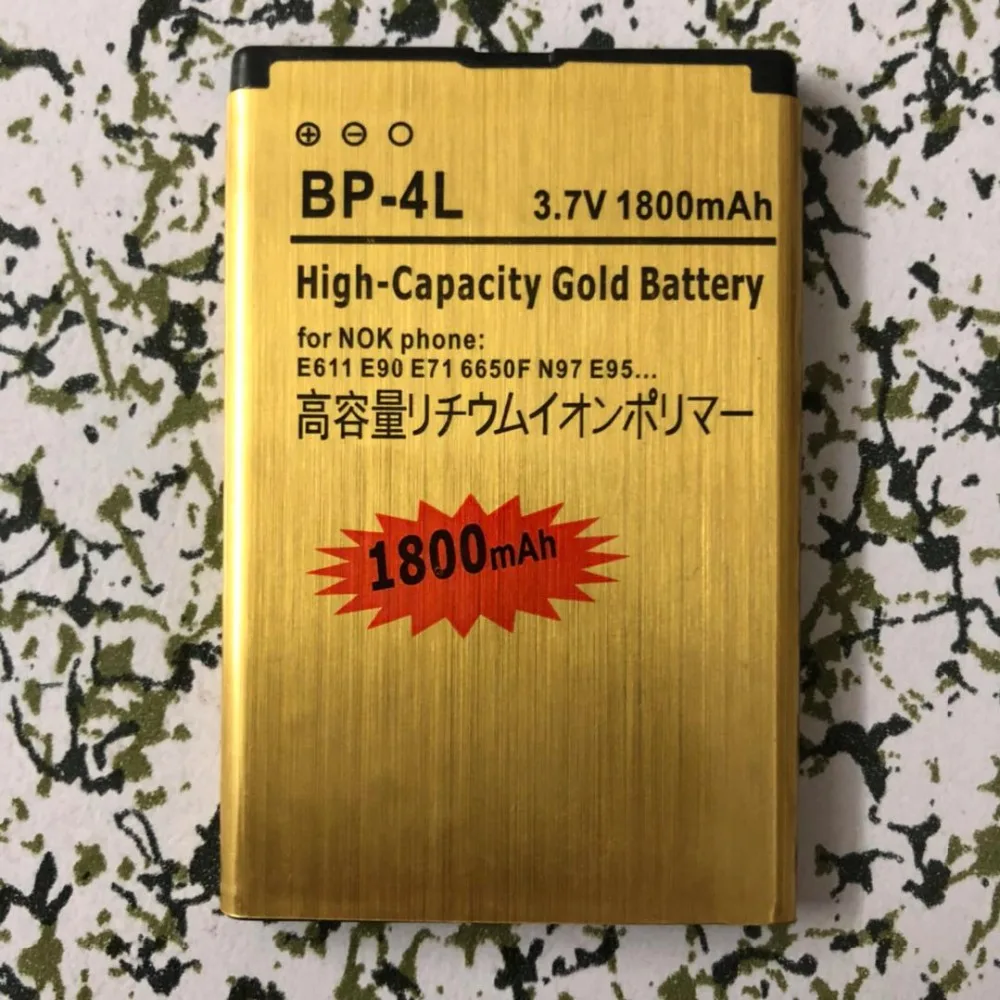 ⊕ ⊖ ○
BP-4L 3.7V 1800mAh
High-Capacity Gold Battery
for NOK phone:
E611 E90 E71 6650F N97 E95...
高容量リチウムイオンポリマー
1800mAh